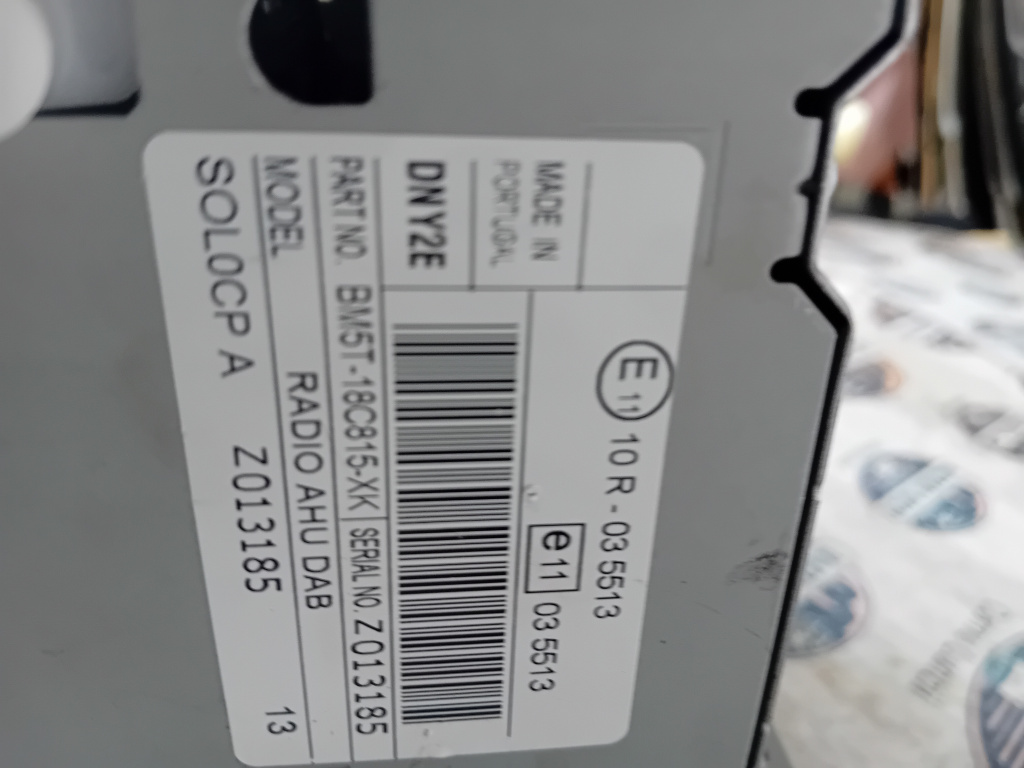 E 11 10 R - 03 5513
MADE IN
PORTUGAL
e 11 03 5513
DNY2E
PART NO. BM5T-18C815-XK SERIAL NO. Z013185
MODEL RADIO AHU DAB
SOLOCP A Z013185 13